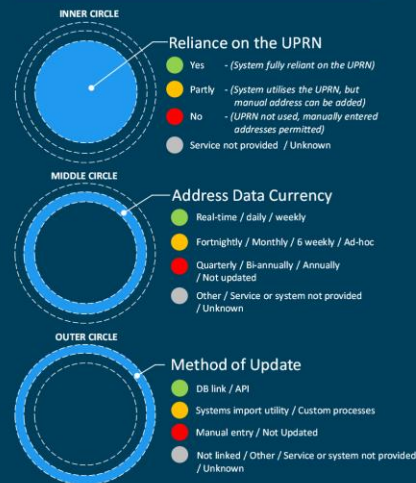 INNER CIRCLE
Reliance on the UPRN
Yes - (System fully reliant on the UPRN)
Partly - (System utilises the UPRN, but
manual address can be added)
No - (UPRN not used, manually entered
addresses permitted)
Service not provided / Unknown
MIDDLE CIRCLE
Address Data Currency
Real-time / daily / weekly
Fortnightly / Monthly / 6 weekly / Ad-hoc
Quarterly / Bi-annually / Annually /
/ Not updated
Other / Service or system not provided
/ Unknown
OUTER CIRCLE
Method of Update
DB link / API
Systems import utility / Custom processes
Manual entry / Not Updated
Not linked / Other / Service or system not provided
/ Unknown